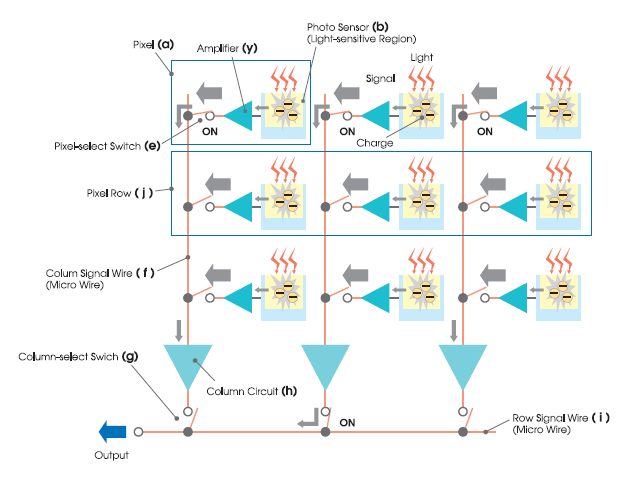 Photo Sensor (b)
(Light-sensitive Region)
Pixel (a)
Amplifier (y)
Light
Signal
ON
ON
ON
Charge
Pixel-select Switch (e)
Pixel Row ( j )
Colum Signal Wire ( f )
(Micro Wire)
Column-select Swich (g)
Column Circuit (h)
ON
Row Signal Wire ( i )
(Micro Wire)
Output